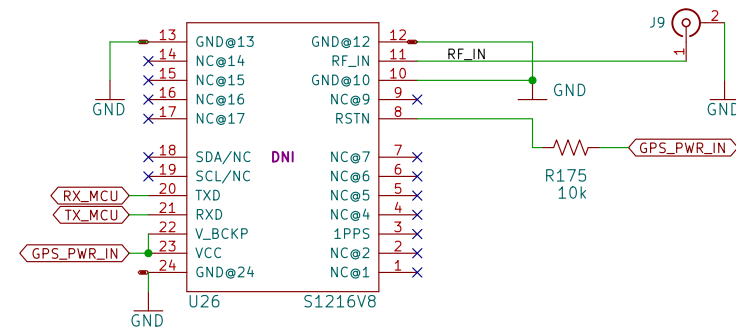 J9 2
1
13 GND@13 GND@12 12
14 NC@14 RF_IN 11 RF_IN
15 NC@15 GND@10 10
16 NC@16 NC@9 9
17 NC@17 RSTN 8
GND
GND
GND
18 SDA/NC DNI NC@7 7
GPS_PWR_IN
19 SCL/NC NC@6 6
R175
10k
RX_MCU 20 TXD NC@5 5
TX_MCU 21 RXD NC@4 4
22 V_BCKP 1PPS 3
GPS_PWR_IN 23 VCC NC@2 2
24 GND@24 NC@1 1
U26 S1216V8
GND